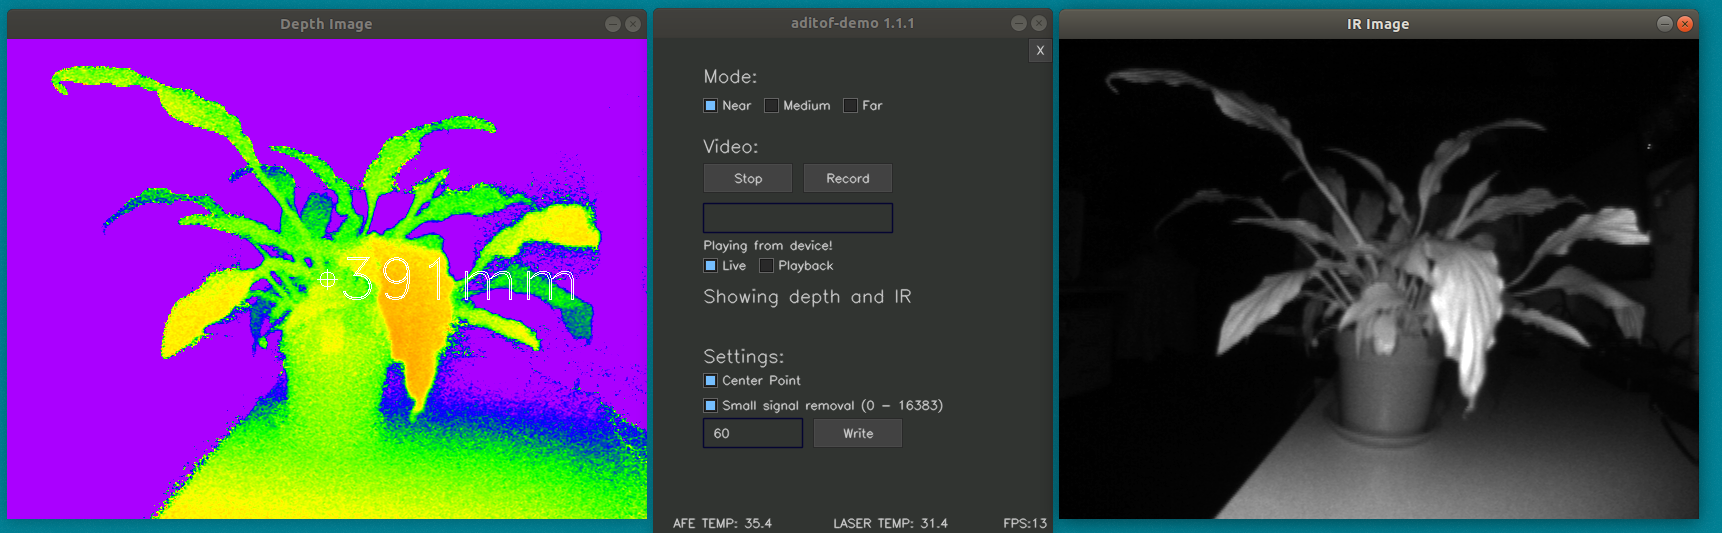 Depth Image
391mm
aditof-demo 1.1.1
X
Mode:
Near Medium Far
Video:
Stop Record
Playing from device!
Live Playback
Showing depth and IR
Settings:
Center Point
Small signal removal (0 - 16383)
60 Write
AFE TEMP: 35.4 LASER TEMP: 31.4 FPS:13
IR Image